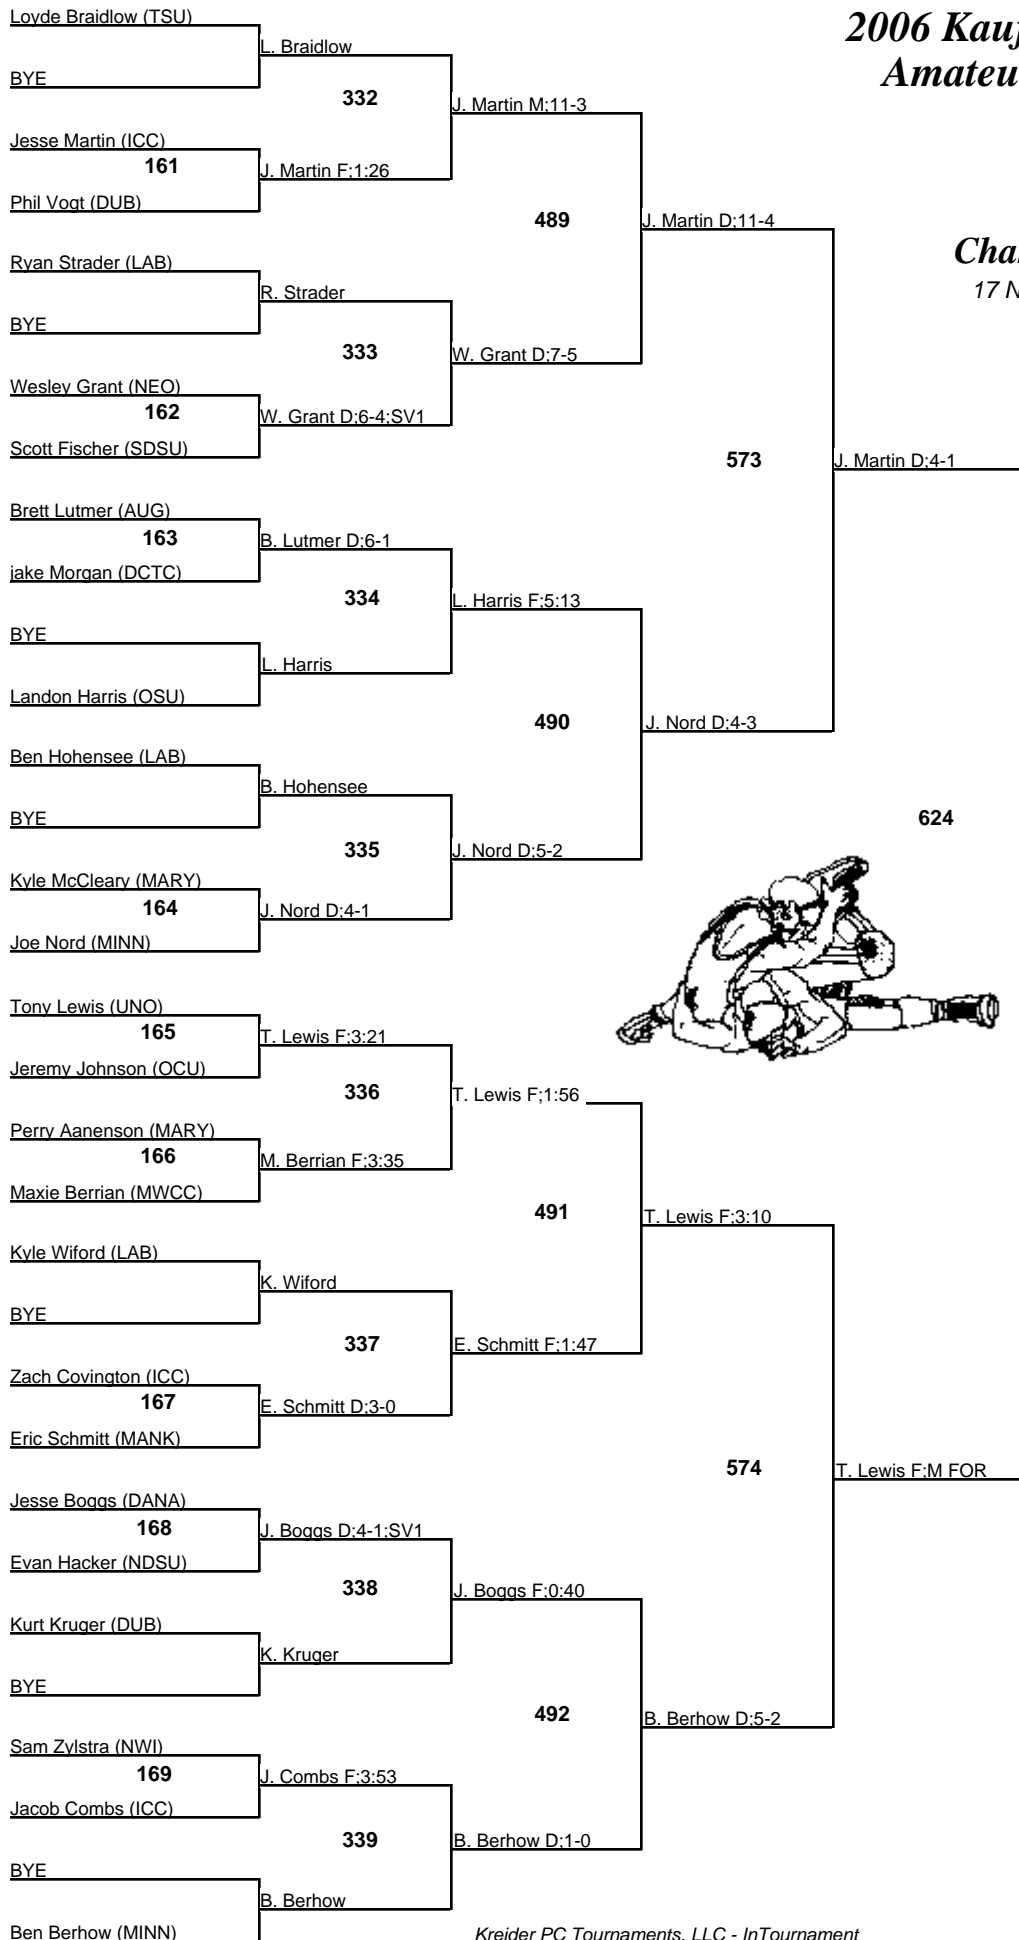 Loyde Braidlow (TSU)
2006 Kauf
L. Braidlow
Amateu
BYE
332
J. Martin M;11-3
Jesse Martin (ICC)
161
J. Martin F;1:26
Phil Vogt (DUB)
489
J. Martin D;11-4
Ryan Strader (LAB)
Cha
17 N
R. Strader
BYE
333
W. Grant D;7-5
Wesley Grant (NEO)
162
W. Grant D;6-4;SV1
Scott Fischer (SDSU)
573
J. Martin D;4-1
Brett Lutmer (AUG)
163
B. Lutmer D;6-1
jake Morgan (DCTC)
334
L. Harris F;5:13
BYE
L. Harris
Landon Harris (OSU)
490
J. Nord D;4-3
Ben Hohensee (LAB)
B. Hohensee
BYE
624
335
J. Nord D;5-2
Kyle McCleary (MARY)
164
J. Nord D;4-1
Joe Nord (MINN)
Tony Lewis (UNO)
165
T. Lewis F;3:21
Jeremy Johnson (OCU)
336
T. Lewis F;1:56
Perry Aanenson (MARY)
166
M. Berrian F;3:35
Maxie Berrian (MWCC)
491
T. Lewis F;3:10
Kyle Wiford (LAB)
K. Wiford
BYE
337
E. Schmitt F;1:47
Zach Covington (ICC)
167
E. Schmitt D;3-0
Eric Schmitt (MANK)
574
T. Lewis F;M FOR
Jesse Boggs (DANA)
168
J. Boggs D;4-1;SV1
Evan Hacker (NDSU)
338
J. Boggs F;0:40
Kurt Kruger (DUB)
K. Kruger
BYE
492
B. Berhow D;5-2
Sam Zylstra (NWI)
169
J. Combs F;3:53
Jacob Combs (ICC)
339
B. Berhow D;1-0
BYE
B. Berhow
Ben Berhow (MINN)
Kreider PC Tournaments, LLC - InTournament